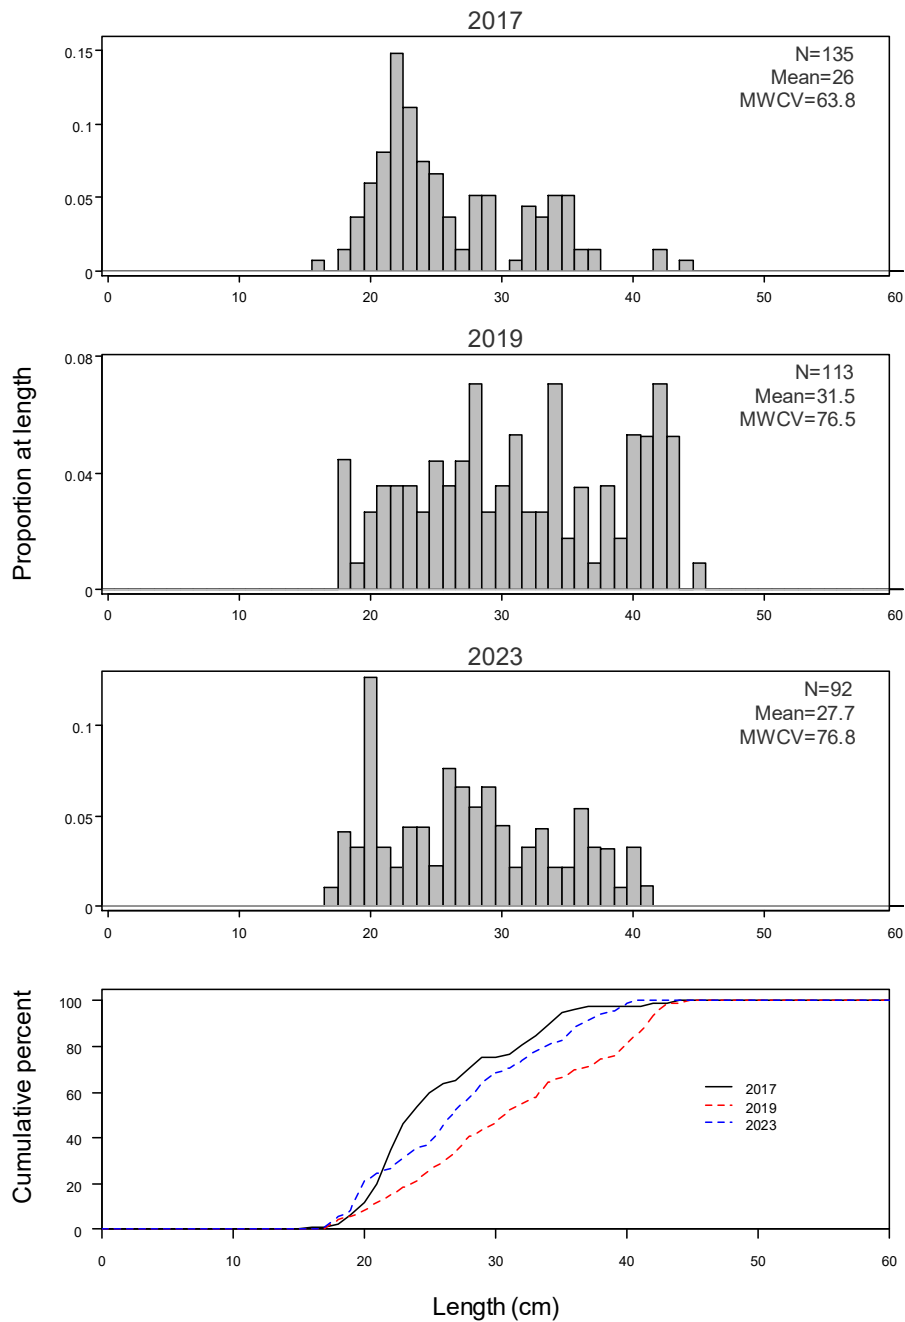 2017
N=135
Mean=26
MWCV=63.8
0.15
0.1
0.05
0
0 10 20 30 40 50 60
2019
N=113
Mean=31.5
MWCV=76.5
0.08
0.04
0
0 10 20 30 40 50 60
Proportion at length
2023
N=92
Mean=27.7
MWCV=76.8
0.1
0.05
0
0 10 20 30 40 50 60
Cumulative percent
100
80
60
40
20
0
2017
2019
2023
0 10 20 30 40 50 60
Length (cm)